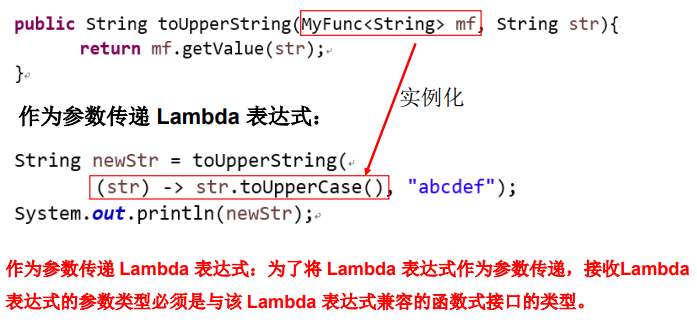 public String toUpperString(MyFunc<String> mf, String str){
return mf.getValue(str);
}
实例化
作为参数传递 Lambda 表达式：
String newStr = toUpperString(
(str) -> str.toUpperCase(), "abcdef");
System.out.println(newStr);
作为参数传递 Lambda 表达式：为了将 Lambda 表达式作为参数传递，接收Lambda
表达式的参数类型必须是与该 Lambda 表达式兼容的函数式接口的类型。